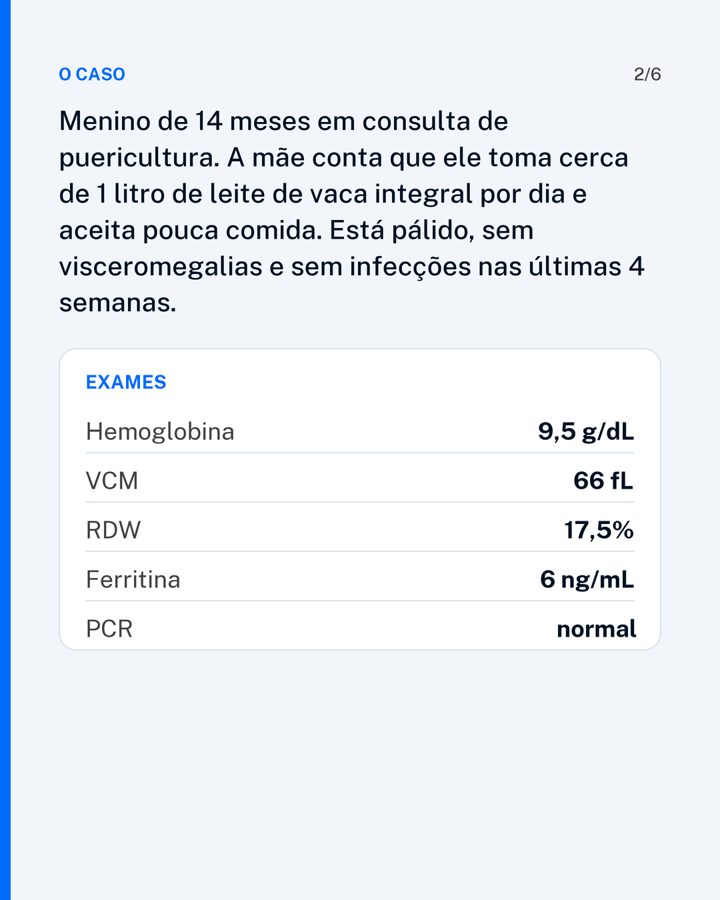 O CASO
2/6
Menino de 14 meses em consulta de
puericultura. A mãe conta que ele toma cerca
de 1 litro de leite de vaca integral por dia e
aceita pouca comida. Está pálido, sem
visceromegalias e sem infecções nas últimas 4
semanas.
EXAMES
Hemoglobina 9,5 g/dL
VCM 66 fL
RDW 17,5%
Ferritina 6 ng/mL
PCR normal